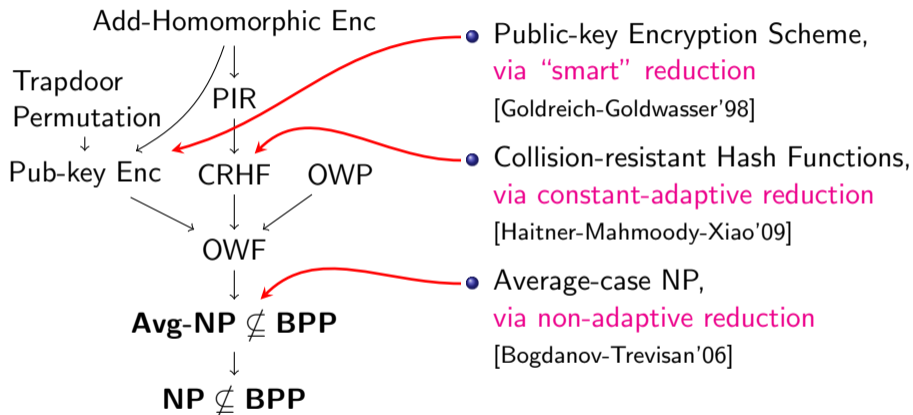 Add-Homomorphic Enc
Trapdoor
Permutation
PIR
Pub-key Enc
CRHF
OWP
OWF
Avg-NP ⊈ BPP
NP ⊈ BPP
Public-key Encryption Scheme,
via “smart” reduction
[Goldreich-Goldwasser'98]
Collision-resistant Hash Functions,
via constant-adaptive reduction
[Haitner-Mahmoody-Xiao'09]
Average-case NP,
via non-adaptive reduction
[Bogdanov-Trevisan'06]